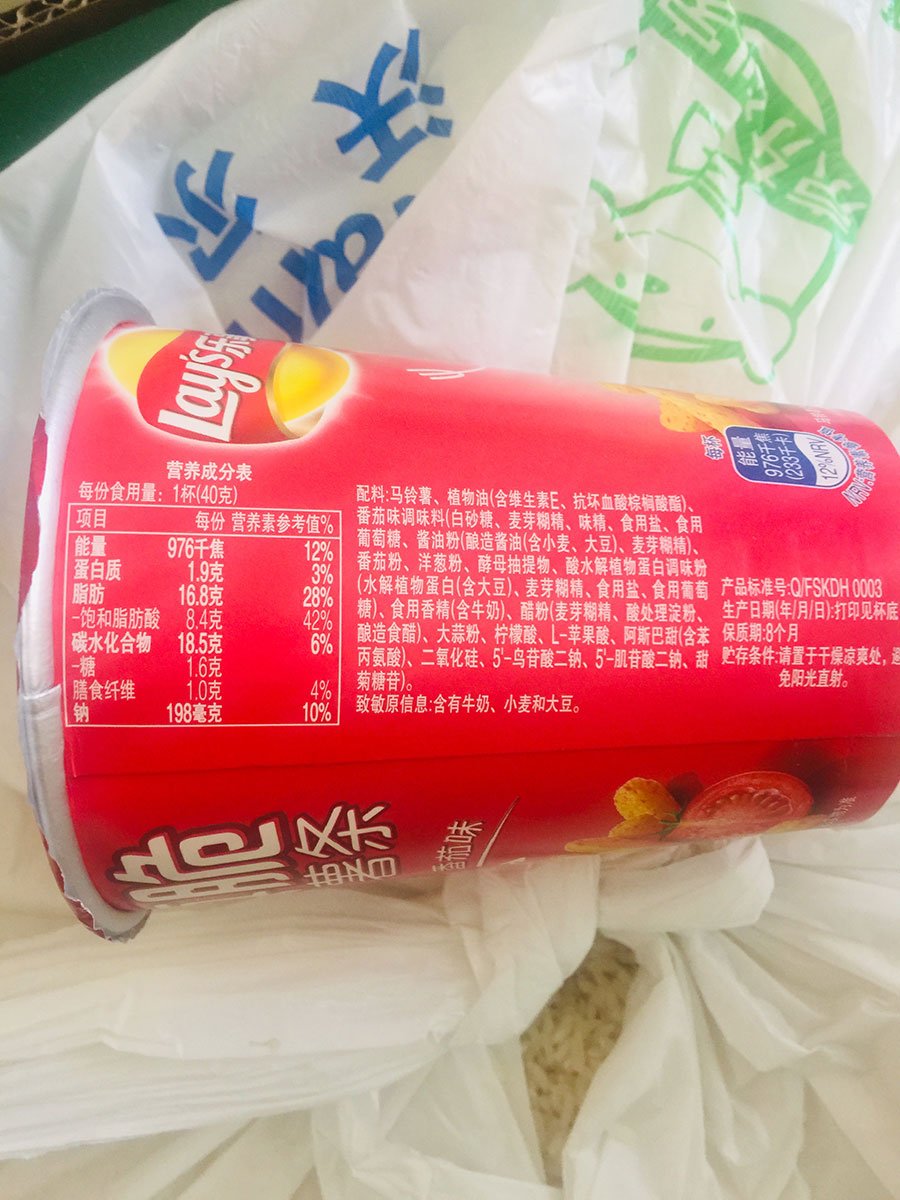 沃
尔
Lay's乐
营养成分表
每份食用量：1杯(40克)
项目 每份 营养素参考值%
能量 976千焦 12%
蛋白质 1.9克 3%
脂肪 16.8克 28%
-饱和脂肪酸 8.4克 42%
碳水化合物 18.5克 6%
-糖 1.6克
膳食纤维 1.0克 4%
钠 198毫克 10%
配料:马铃薯、植物油(含维生素E、抗坏血酸棕榈酸酯)、
番茄味调味料(白砂糖、麦芽糊精、味精、食用盐、食用
葡萄糖、酱油粉(酿造酱油(含小麦、大豆)、麦芽糊精)、
番茄粉、洋葱粉、酵母抽提物、酸水解植物蛋白调味粉
(水解植物蛋白(含大豆)、麦芽糊精、食用盐、食用葡萄
糖)、食用香精(含牛奶)、醋粉(麦芽糊精、酸处理淀粉、
酿造食醋)、大蒜粉、柠檬酸、L-苹果酸、阿斯巴甜(含苯
丙氨酸)、二氧化硅、5'-鸟苷酸二钠、5'-肌苷酸二钠、甜
菊糖苷)。
致敏原信息:含有牛奶、小麦和大豆。
每杯
能量
976千焦
(233千卡)
12%NRV
产品标准号:Q/FSKDH 0003
生产日期(年/月/日):打印见杯底
保质期:8个月
贮存条件:请置于干燥凉爽处，避
免阳光直射。
脆
薯条
番茄味